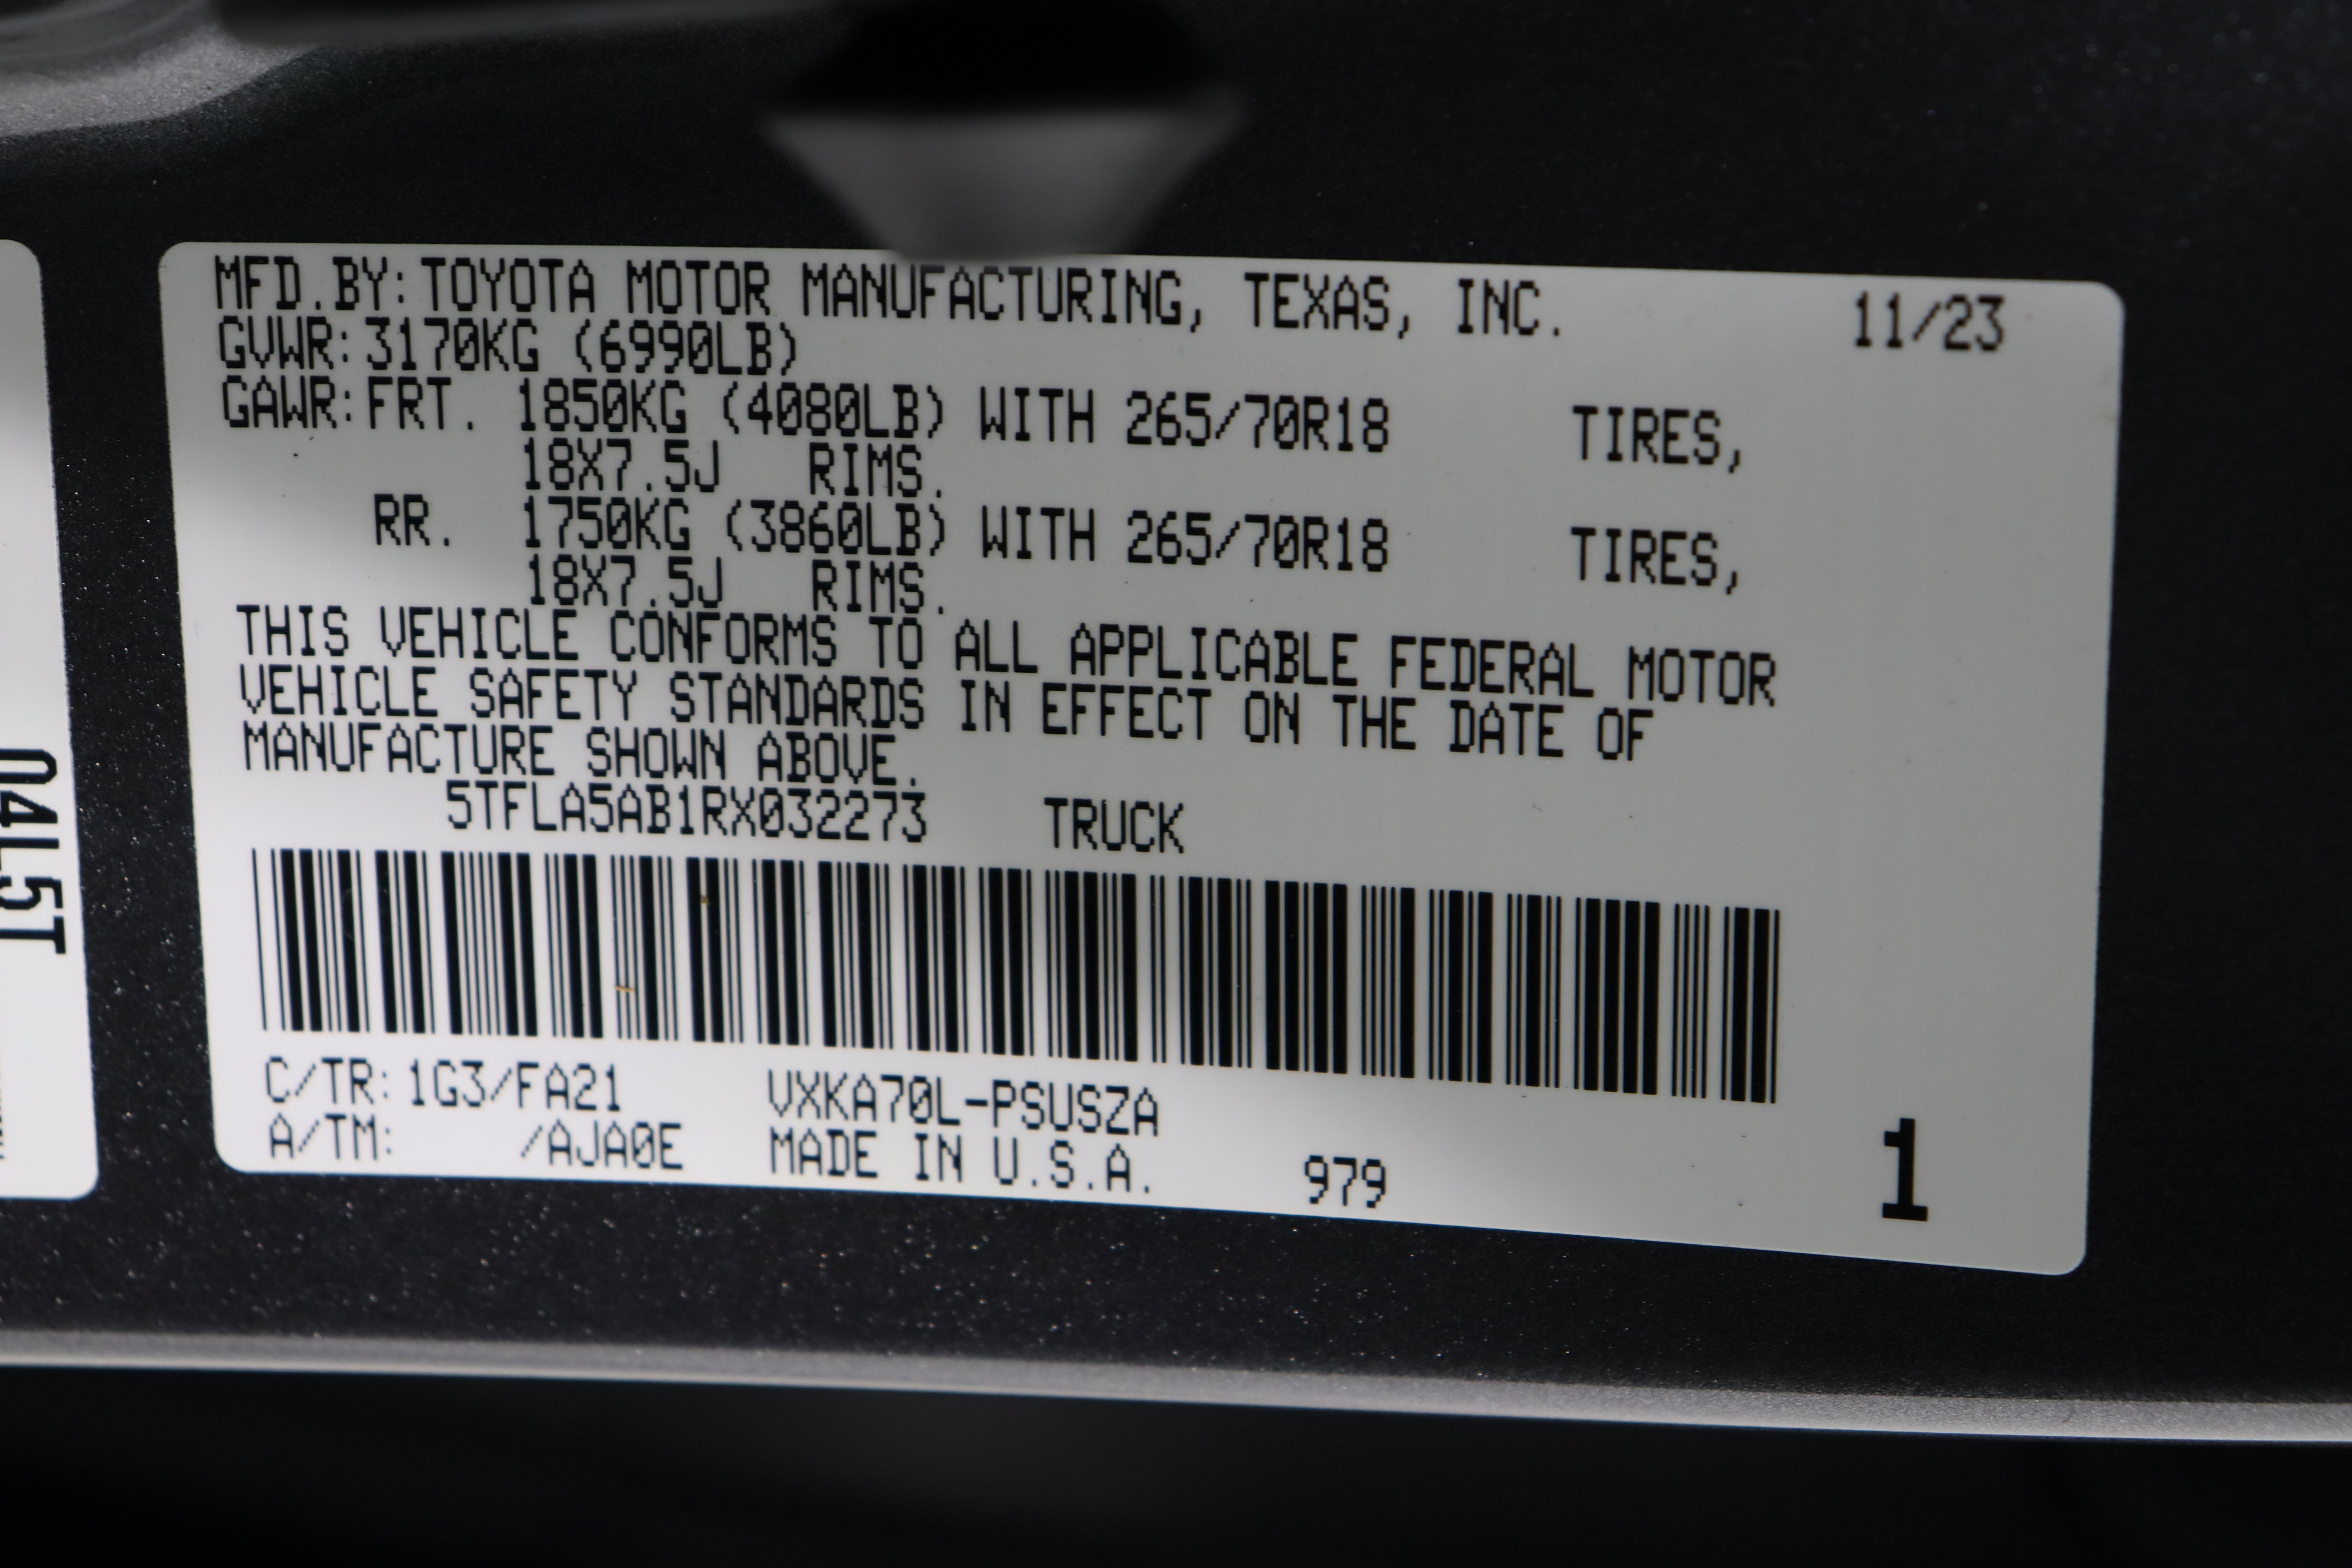 MFD.BY: TOYOTA MOTOR MANUFACTURING, TEXAS, INC. 11/23
GVWR: 3170KG (6990LB)
GAWR: FRT. 1850KG (4080LB) WITH 265/70R18 TIRES,
18X7.5J RIMS.
RR. 1750KG (3860LB) WITH 265/70R18 TIRES,
18X7.5J RIMS.
THIS VEHICLE CONFORMS TO ALL APPLICABLE FEDERAL MOTOR
VEHICLE SAFETY STANDARDS IN EFFECT ON THE DATE OF
MANUFACTURE SHOWN ABOVE.
5TFLA5AB1RX032273 TRUCK
C/TR: 1G3/FA21 VXKA70L-PSUSZA
A/TM: /AJA0E MADE IN U.S.A. 979 1